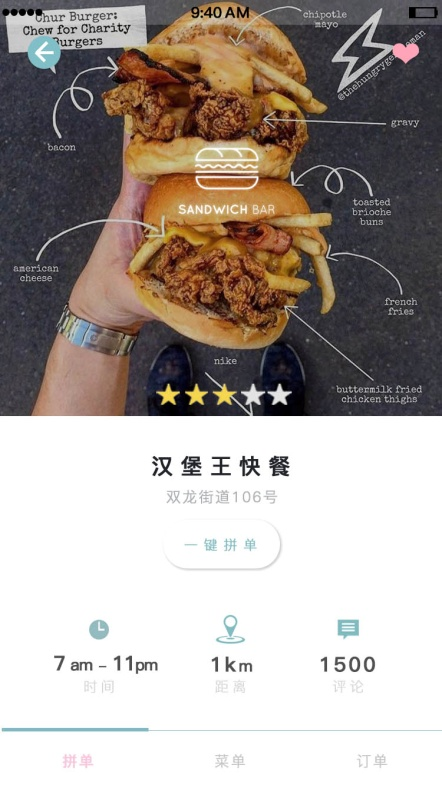 9:40 AM
Chur Burger:
Chew for Charity
Burgers
chipotle
mayo
gravy
bacon
SANDWICH BAR
toasted
brioche
buns
american
cheese
french
fries
nike
buttermilk fried
chicken thighs
汉堡王快餐
双龙街道106号
一键拼单
7 am – 11pm
1km
1500
时间
距离
评论
拼单
菜单
订单